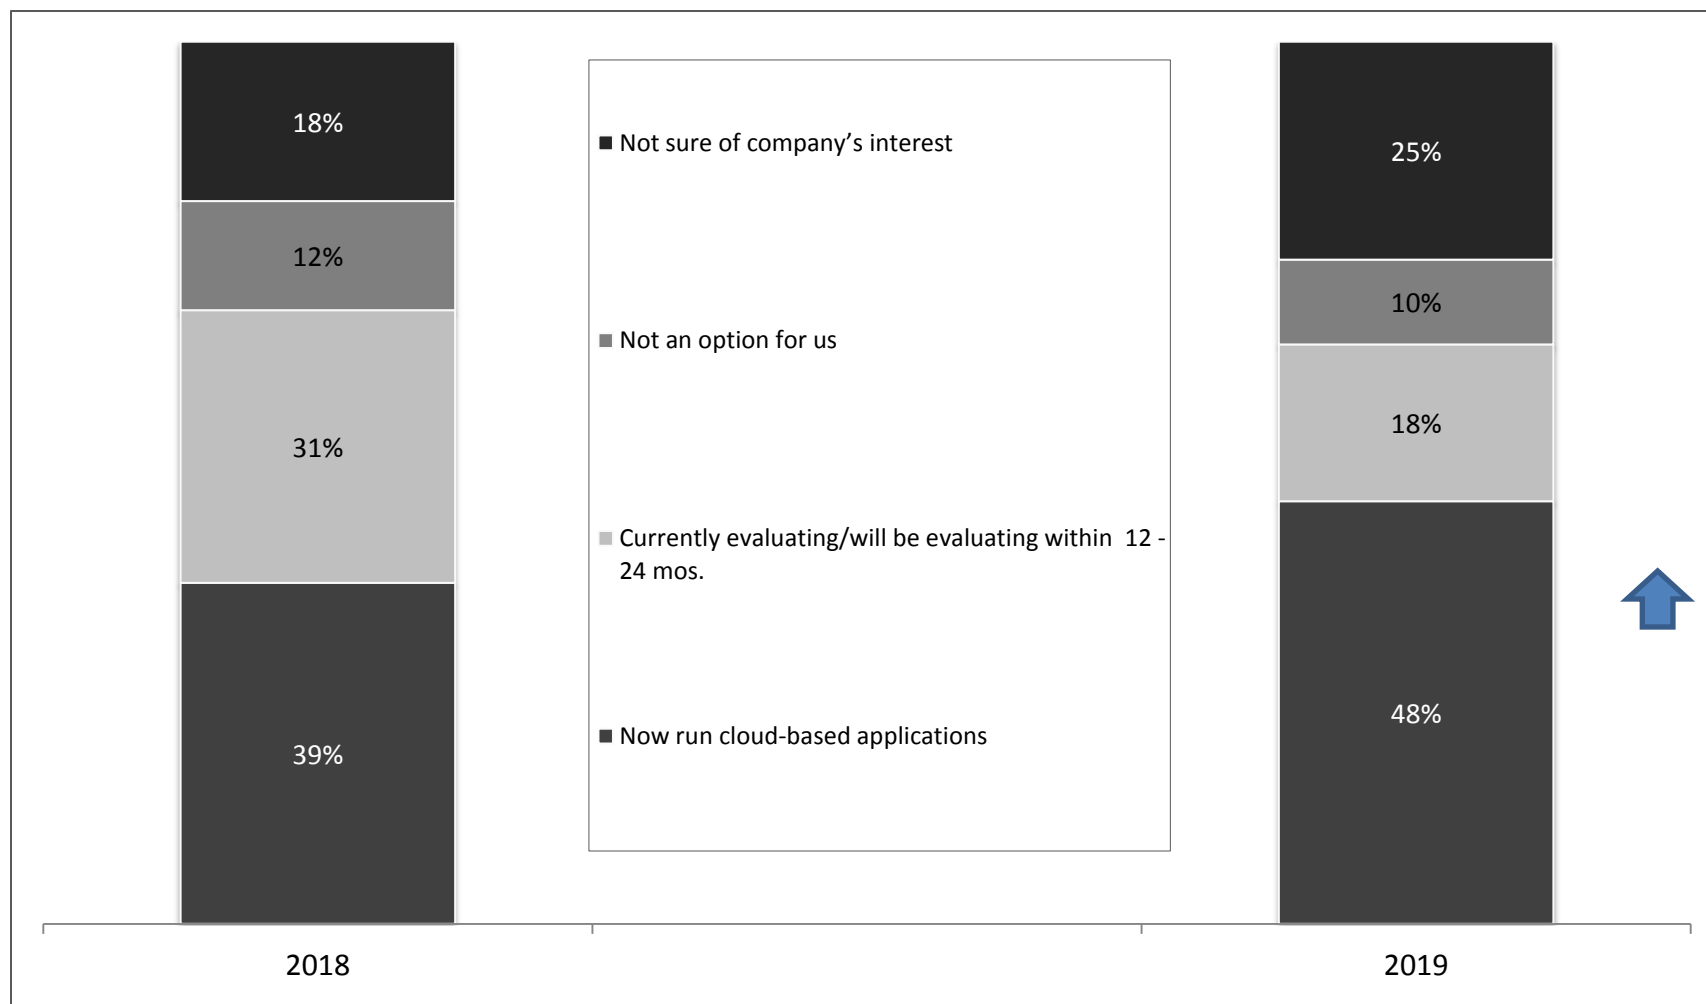 18%
12%
31%
39%
Not sure of company’s interest
Not an option for us
Currently evaluating/will be evaluating within  12 -
24 mos.
Now run cloud-based applications
25%
10%
18%
48%
2018
2019